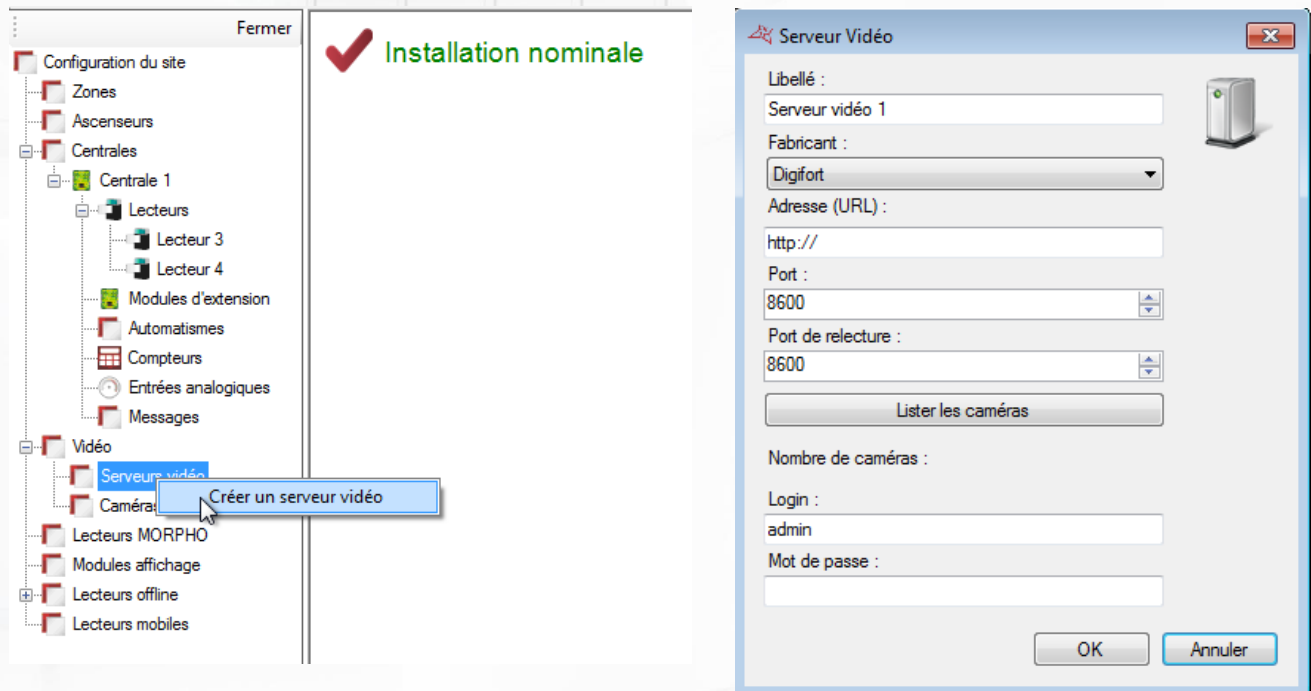 Fermer
Configuration du site
Zones
Ascenseurs
Centrales
Centrale 1
Lecteurs
Lecteur 3
Lecteur 4
Modules d'extension
Automatismes
Compteurs
Entrées analogiques
Messages
Vidéo
Serveurs vidéo
Créer un serveur vidéo
Caméras
Lecteurs MORPHO
Modules affichage
Lecteurs offline
Lecteurs mobiles
Installation nominale
Serveur Vidéo
Libellé :
Serveur vidéo 1
Fabricant :
Digifort
Adresse (URL) :
http://
Port :
8600
Port de relecture :
8600
Lister les caméras
Nombre de caméras :
Login :
admin
Mot de passe :
OK Annuler